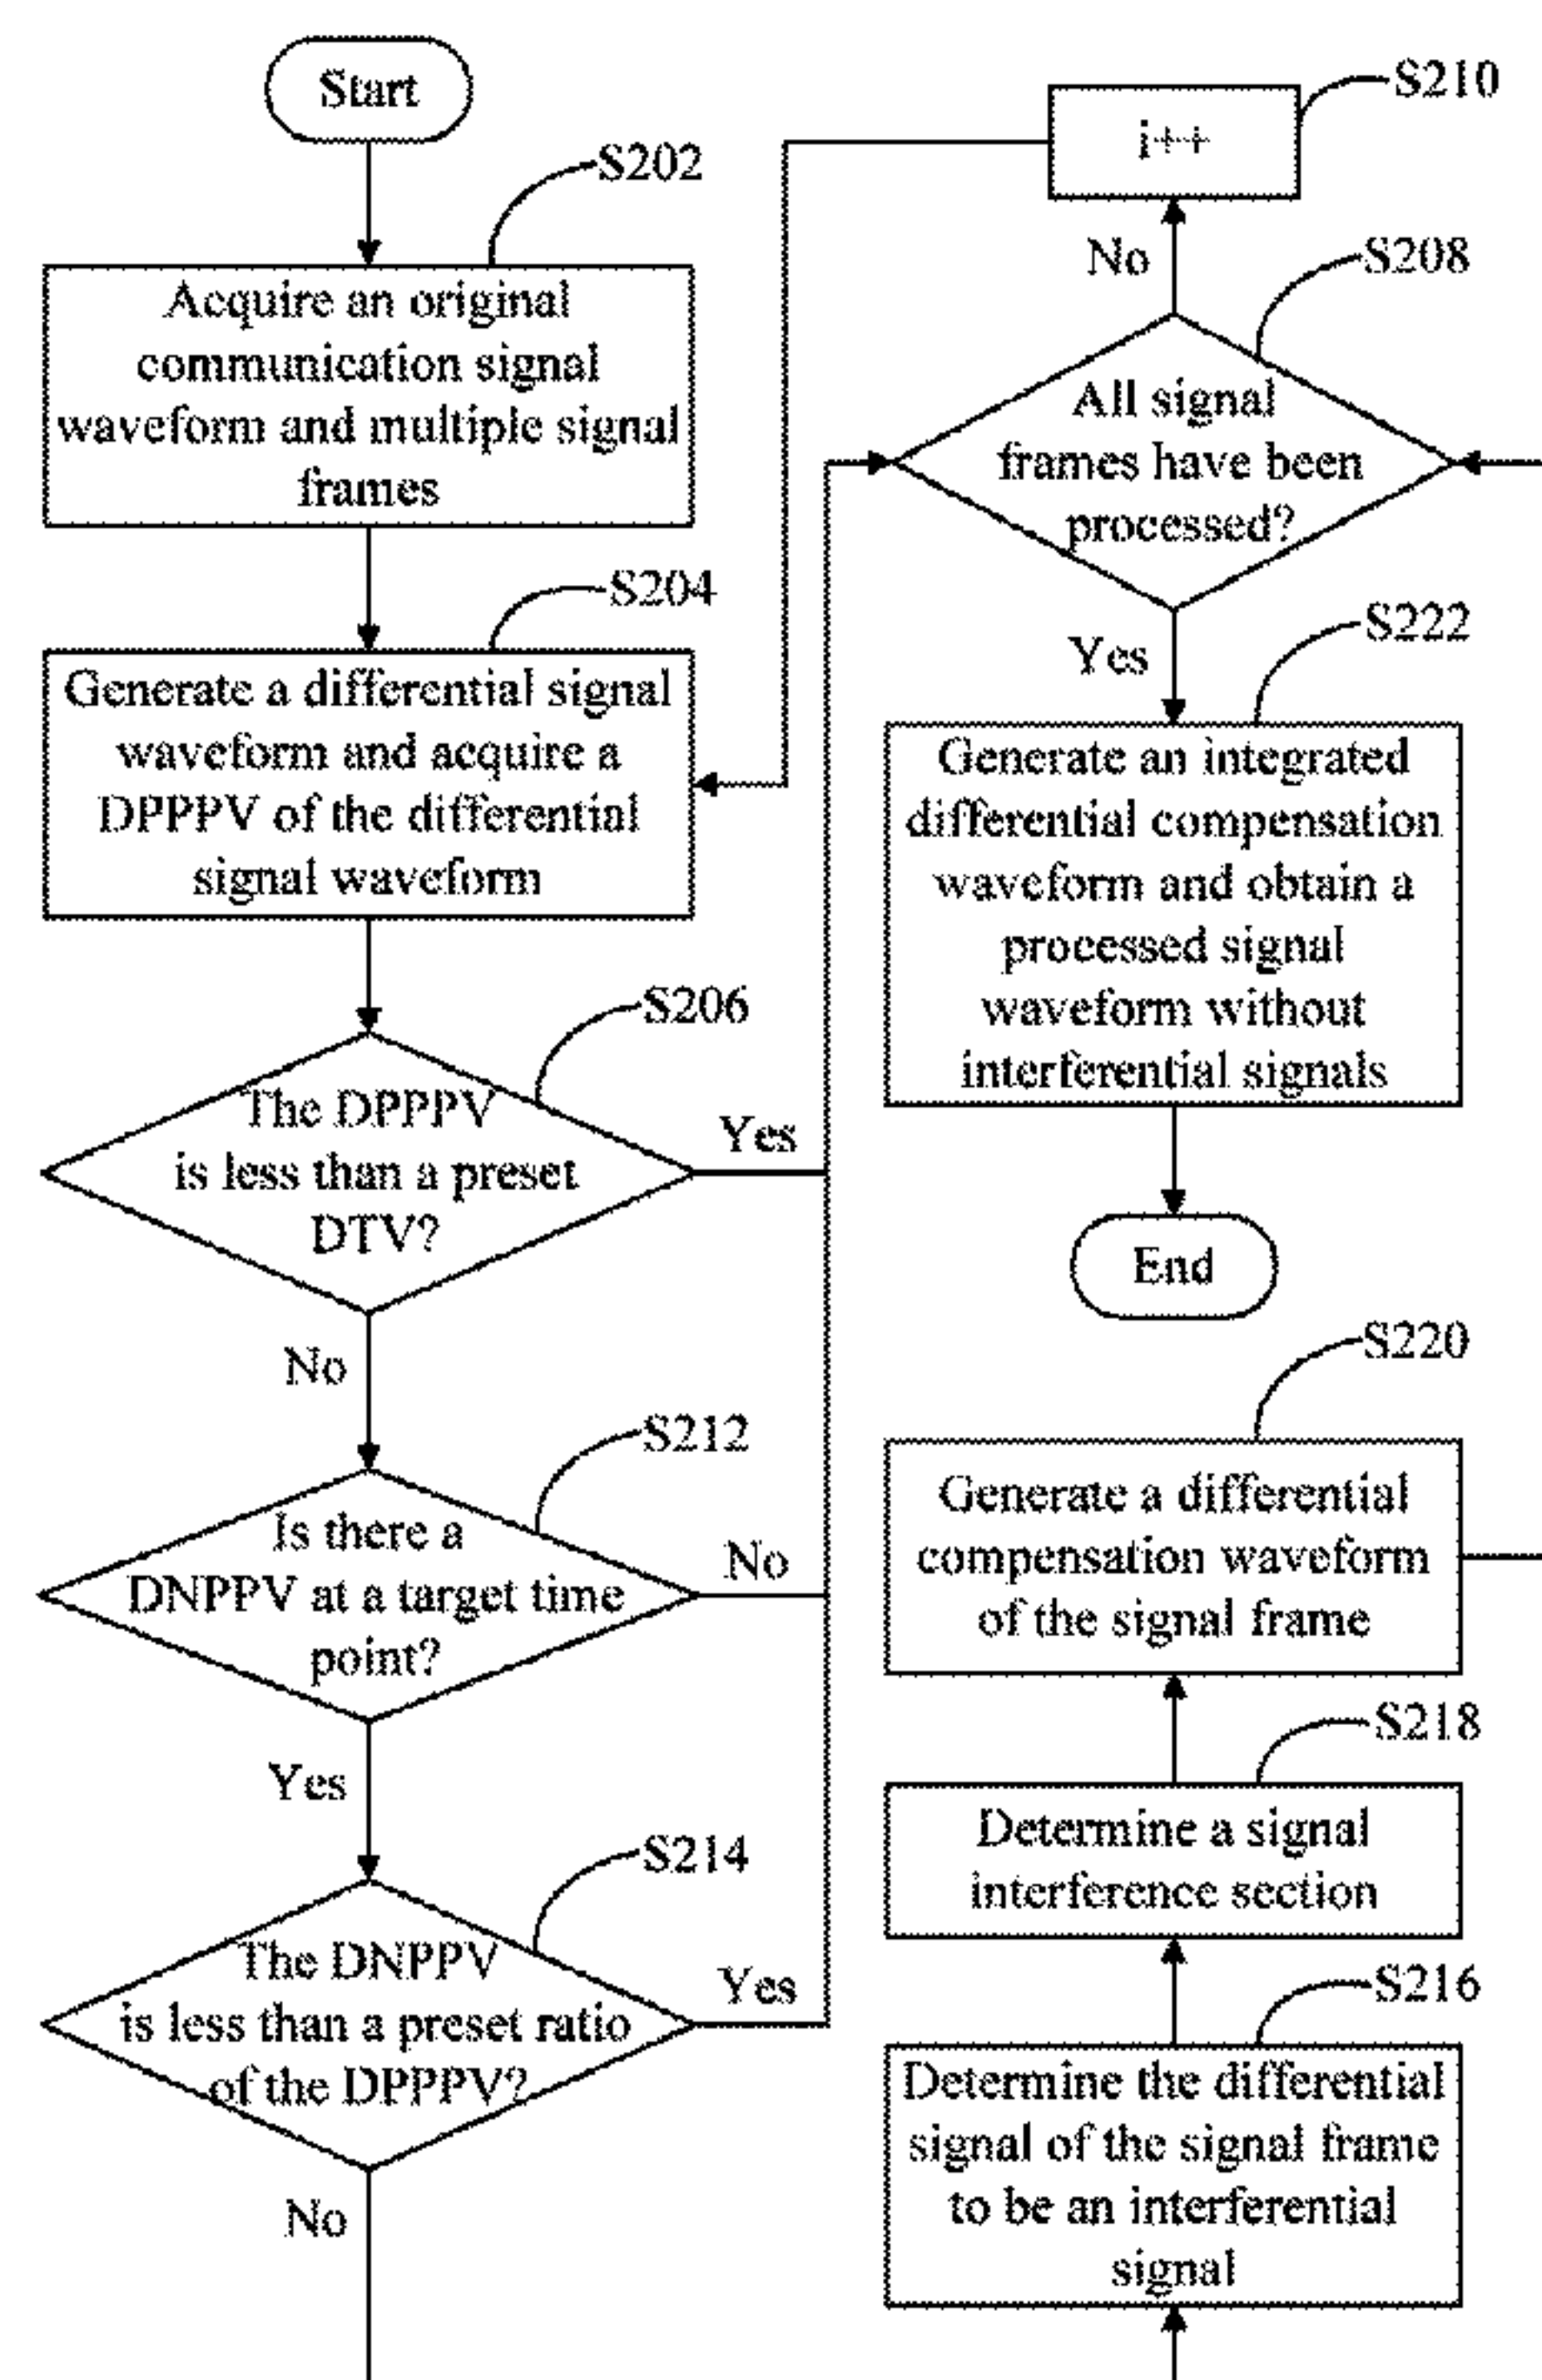 Start
S202
Acquire an original
communication signal
waveform and multiple signal
frames
S204
Generate a differential signal
waveform and acquire a
DPPPV of the differential
signal waveform
S206
The DPPPV
is less than a preset
DTV?
Yes
No
S212
Is there a
DNPPV at a target time
point?
No
Yes
S214
The DNPPV
is less than a preset ratio
of the DPPPV?
Yes
No
S210
i++
No
S208
All signal
frames have been
processed?
Yes
S222
Generate an integrated
differential compensation
waveform and obtain a
processed signal
waveform without
interferential signals
End
S220
Generate a differential
compensation waveform
of the signal frame
S218
Determine a signal
interference section
S216
Determine the differential
signal of the signal frame
to be an interferential
signal